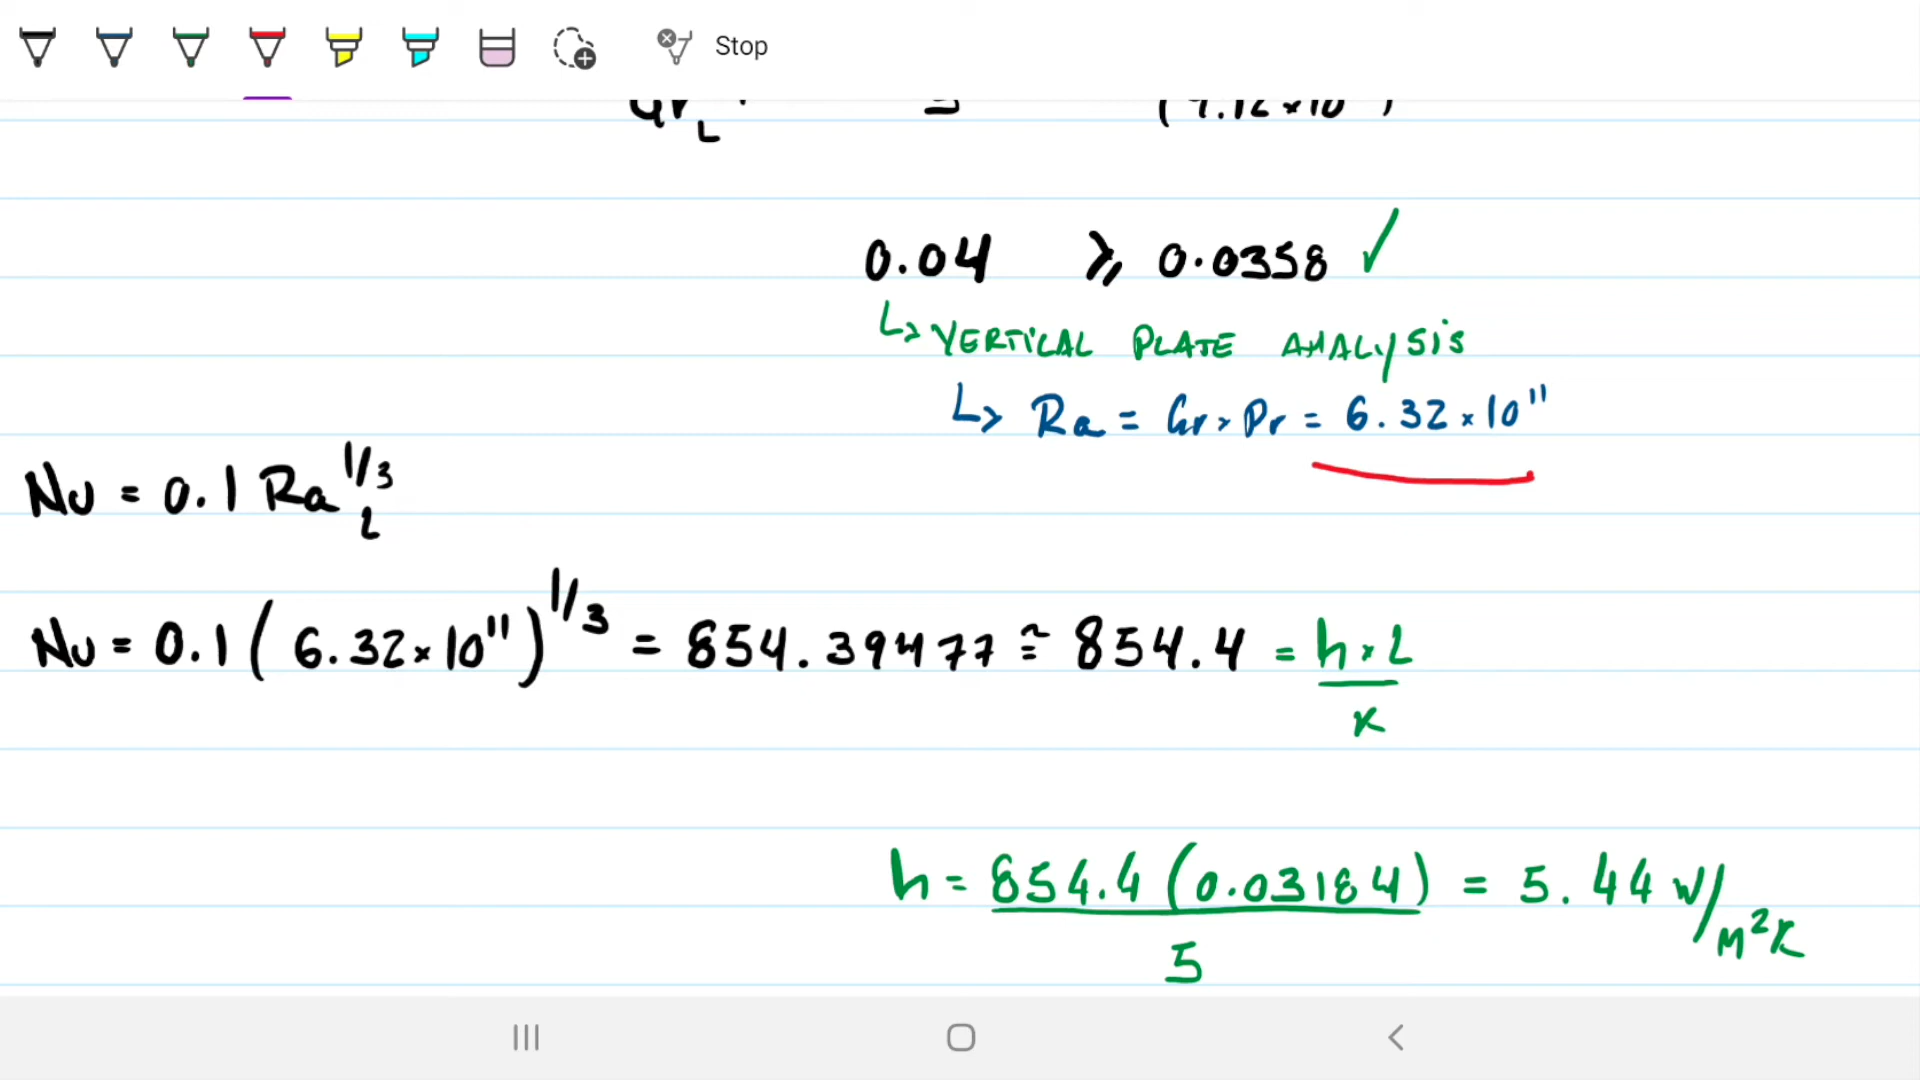 Stop
0.04 ⩾ 0.0358 ✓
↳ VERTICAL PLATE ANALYSIS
↳ Ra = Gr × Pr = 6.32 × 10¹¹
Nu = 0.1 Ra_L^1/3
Nu = 0.1 (6.32 × 10¹¹)^1/3 = 854.39477 ≅ 854.4 = h × L / K
h = 854.4 (0.03184) / 5 = 5.44 W/m²K